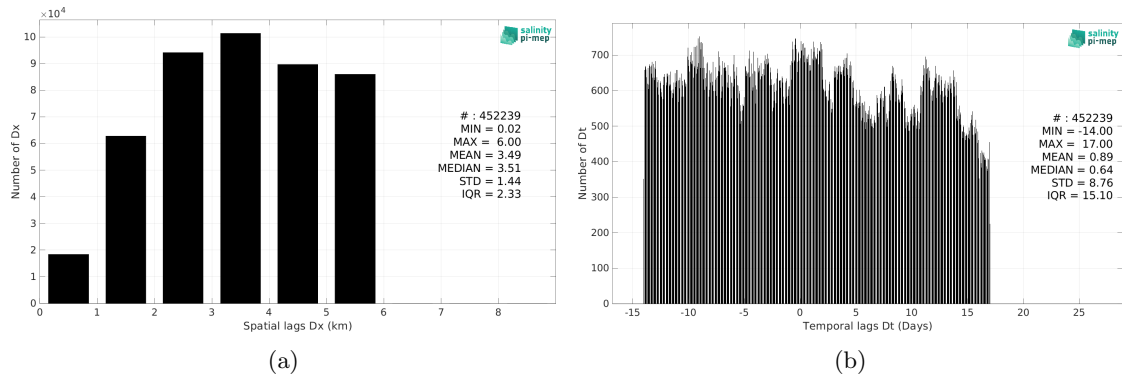 ×10⁴
10
9
8
7
6
5
4
3
2
1
0
Number of Dx
0 1 2 3 4 5 6 7 8
Spatial lags Dx (km)
salinity
pi-mep
# : 452239
MIN = 0.02
MAX = 6.00
MEAN = 3.49
MEDIAN = 3.51
STD = 1.44
IQR = 2.33
(a)
700
600
500
400
300
200
100
0
Number of Dt
-15 -10 -5 0 5 10 15 20 25
Temporal lags Dt (Days)
salinity
pi-mep
# : 452239
MIN = -14.00
MAX = 17.00
MEAN = 0.89
MEDIAN = 0.64
STD = 8.76
IQR = 15.10
(b)